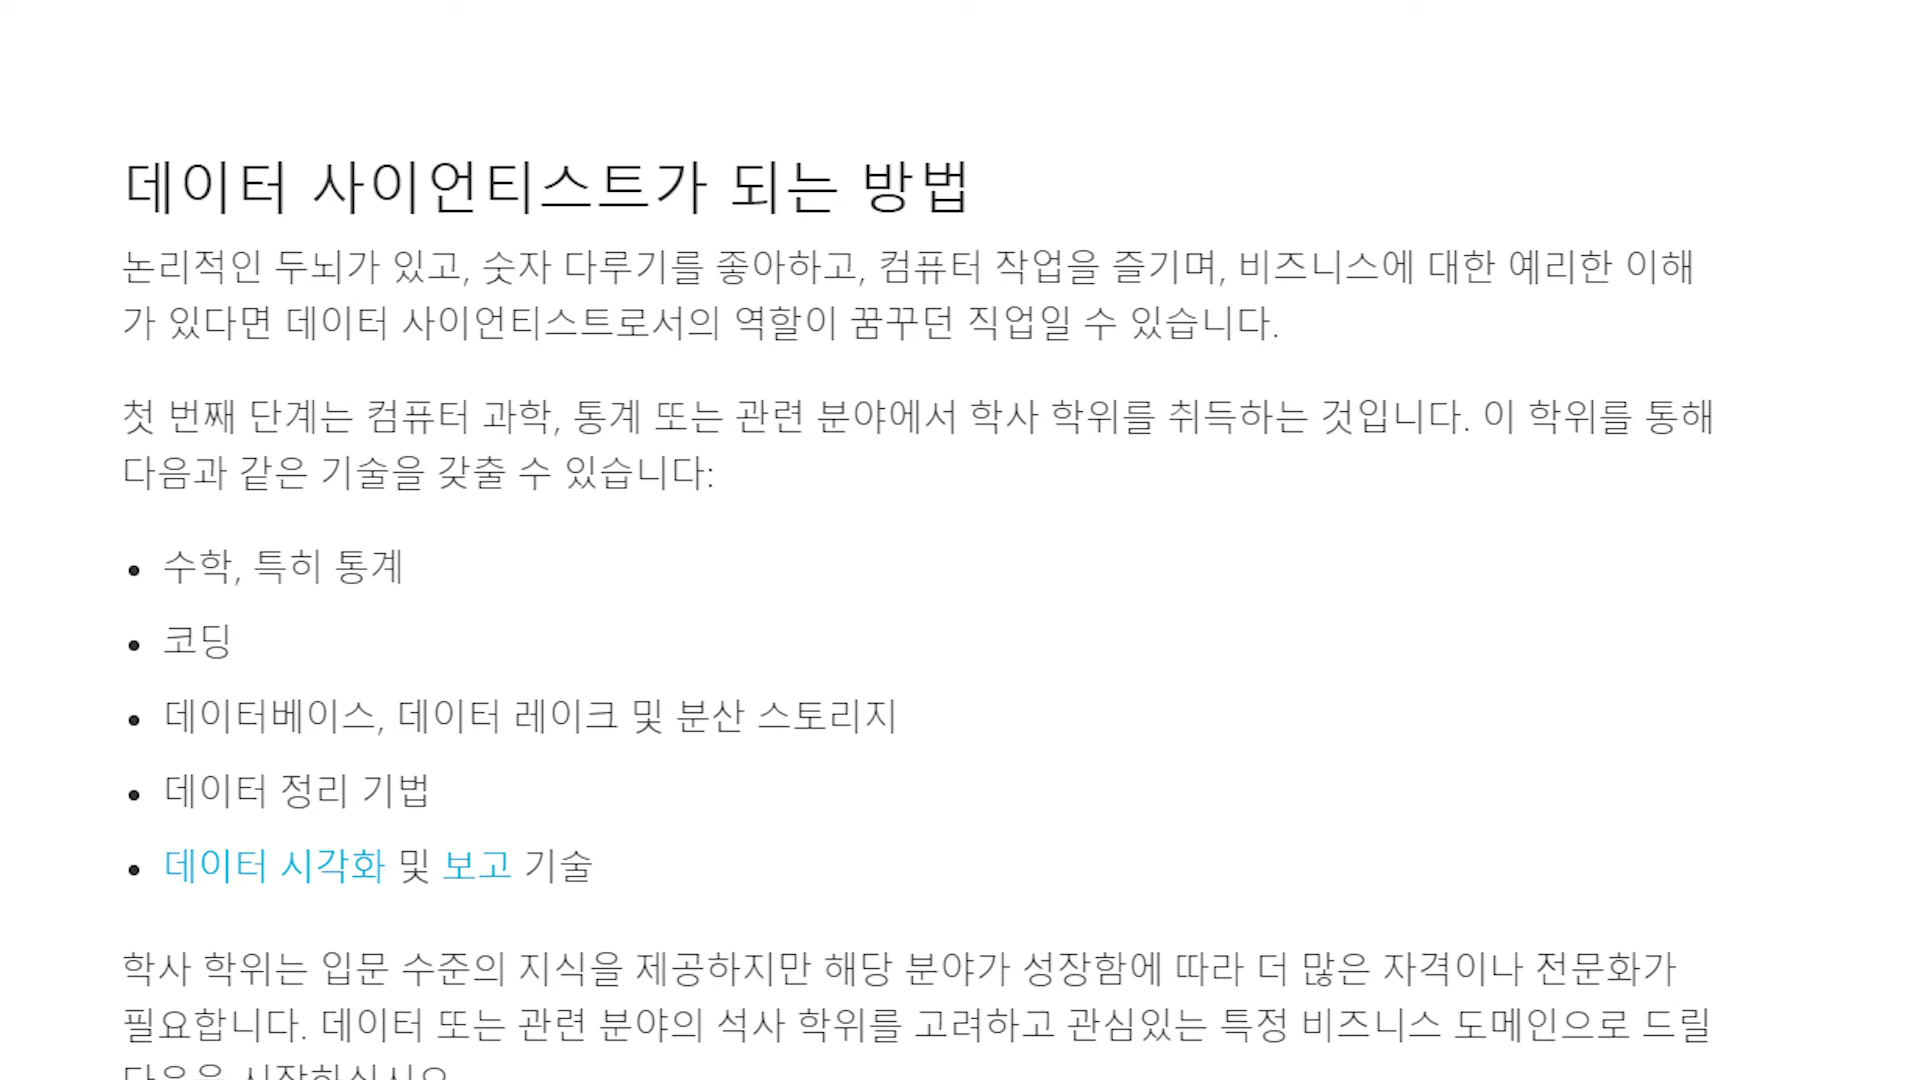 데이터 사이언티스트가 되는 방법
논리적인 두뇌가 있고, 숫자 다루기를 좋아하고, 컴퓨터 작업을 즐기며, 비즈니스에 대한 예리한 이해
가 있다면 데이터 사이언티스트로서의 역할이 꿈꾸던 직업일 수 있습니다.
첫 번째 단계는 컴퓨터 과학, 통계 또는 관련 분야에서 학사 학위를 취득하는 것입니다. 이 학위를 통해
다음과 같은 기술을 갖출 수 있습니다:
• 수학, 특히 통계
• 코딩
• 데이터베이스, 데이터 레이크 및 분산 스토리지
• 데이터 정리 기법
• 데이터 시각화 및 보고 기술
학사 학위는 입문 수준의 지식을 제공하지만 해당 분야가 성장함에 따라 더 많은 자격이나 전문화가
필요합니다. 데이터 또는 관련 분야의 석사 학위를 고려하고 관심있는 특정 비즈니스 도메인으로 드릴